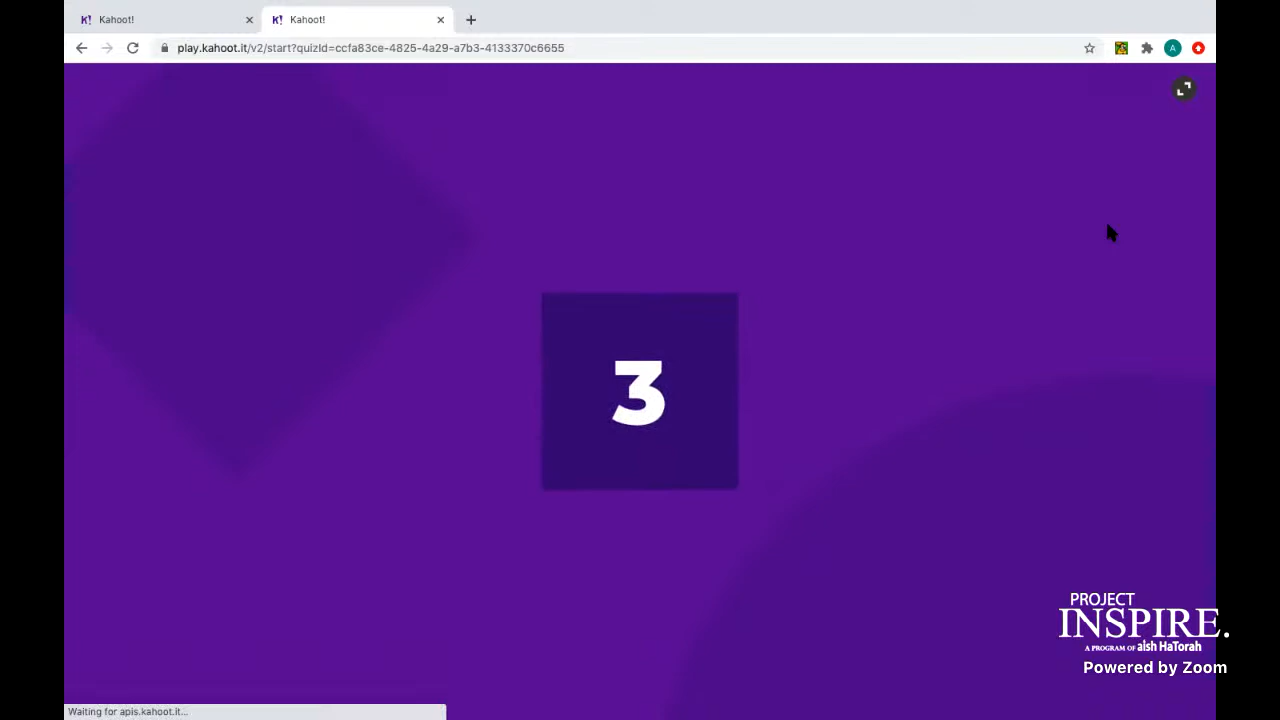 Kahoot!
Kahoot!
play.kahoot.it/v2/start?quizId=ccfa83ce-4825-4a29-a7b3-4133370c6655
A
3
PROJECT
INSPIRE.
A PROGRAM OF aish HaTorah
Powered by Zoom
Waiting for apis.kahoot.it...